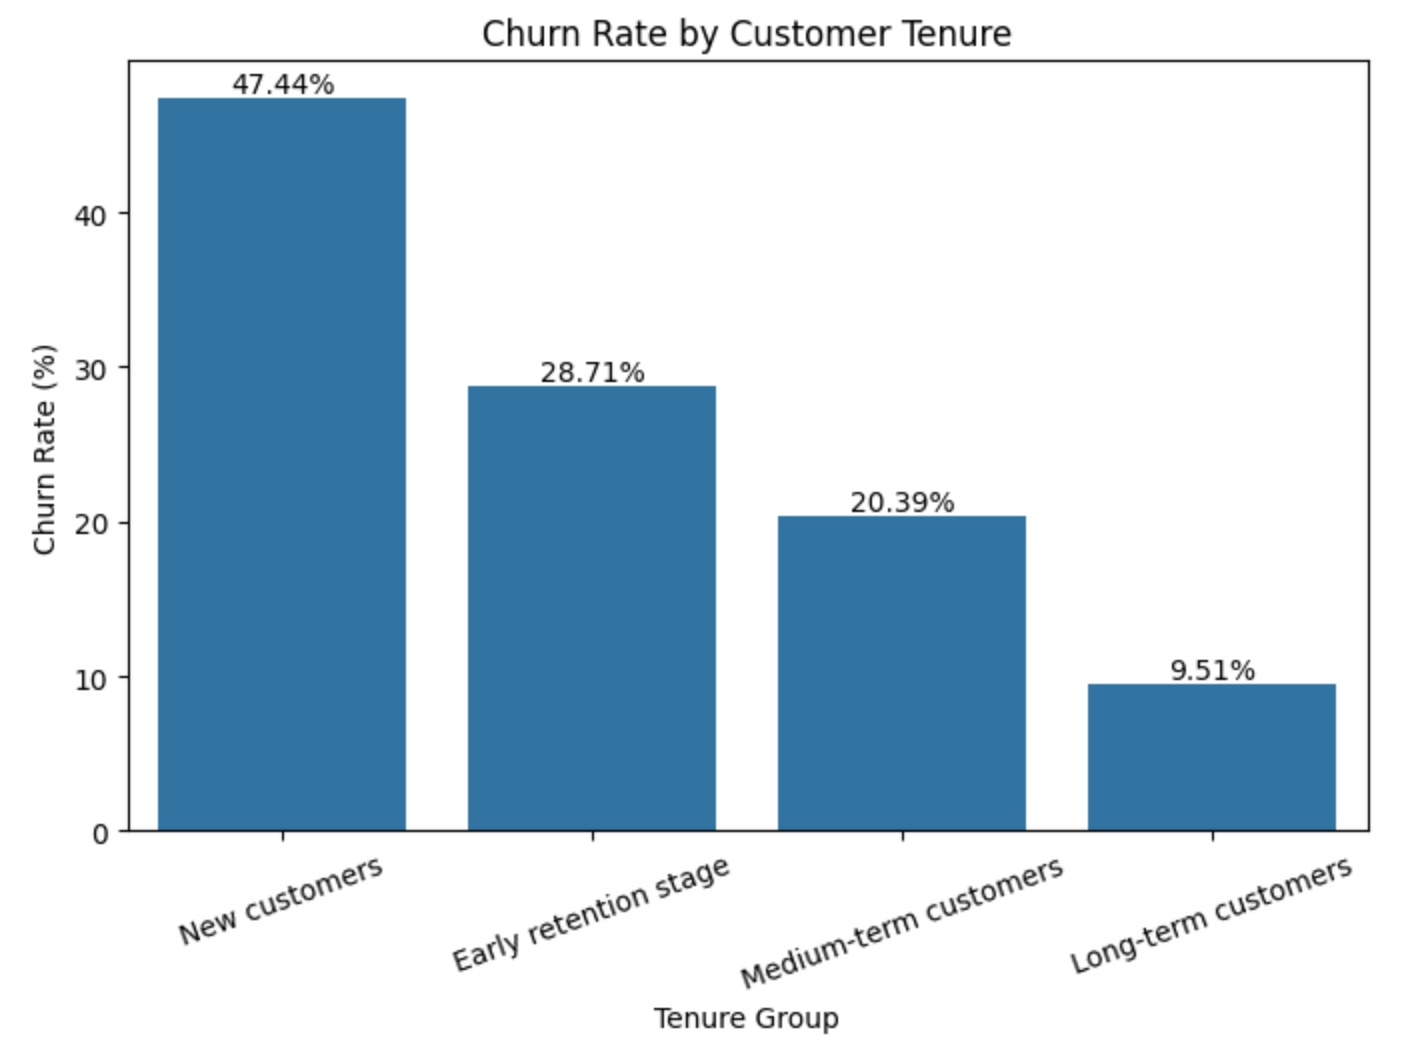 Churn Rate by Customer Tenure
47.44%
28.71%
20.39%
9.51%
40
30
20
10
0
Churn Rate (%)
New customers
Early retention stage
Medium-term customers
Long-term customers
Tenure Group